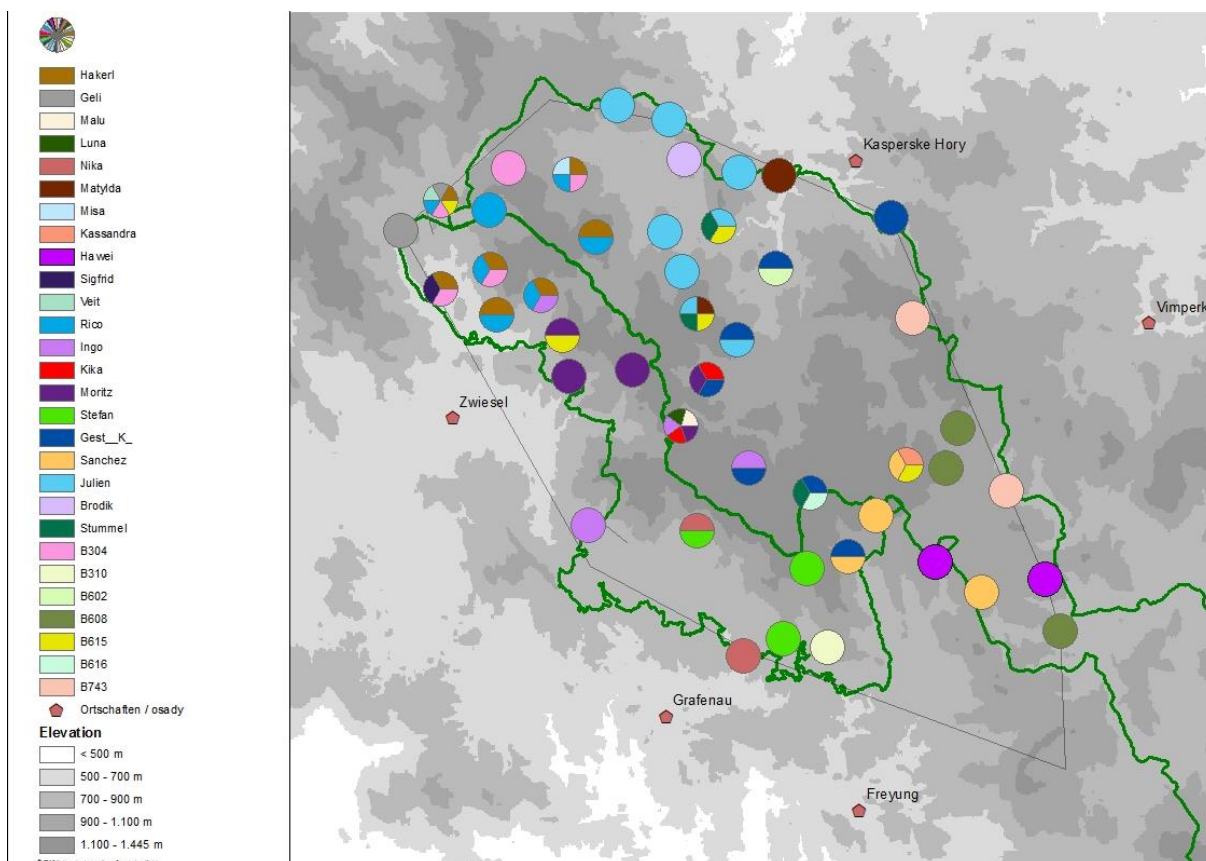 Hakerl
Geli
Malu
Luna
Nika
Matylda
Misa
Kassandra
Hawei
Sigfrid
Veit
Rico
Ingo
Kika
Moritz
Stefan
Gest__K_
Sanchez
Julien
Brodik
Stummel
B304
B310
B602
B608
B615
B616
B743
Ortschaften / osady
Elevation
< 500 m
500 - 700 m
700 - 900 m
900 - 1.100 m
1.100 - 1.445 m
Kasperske Hory
Vimperk
Zwiesel
Grafenau
Freyung